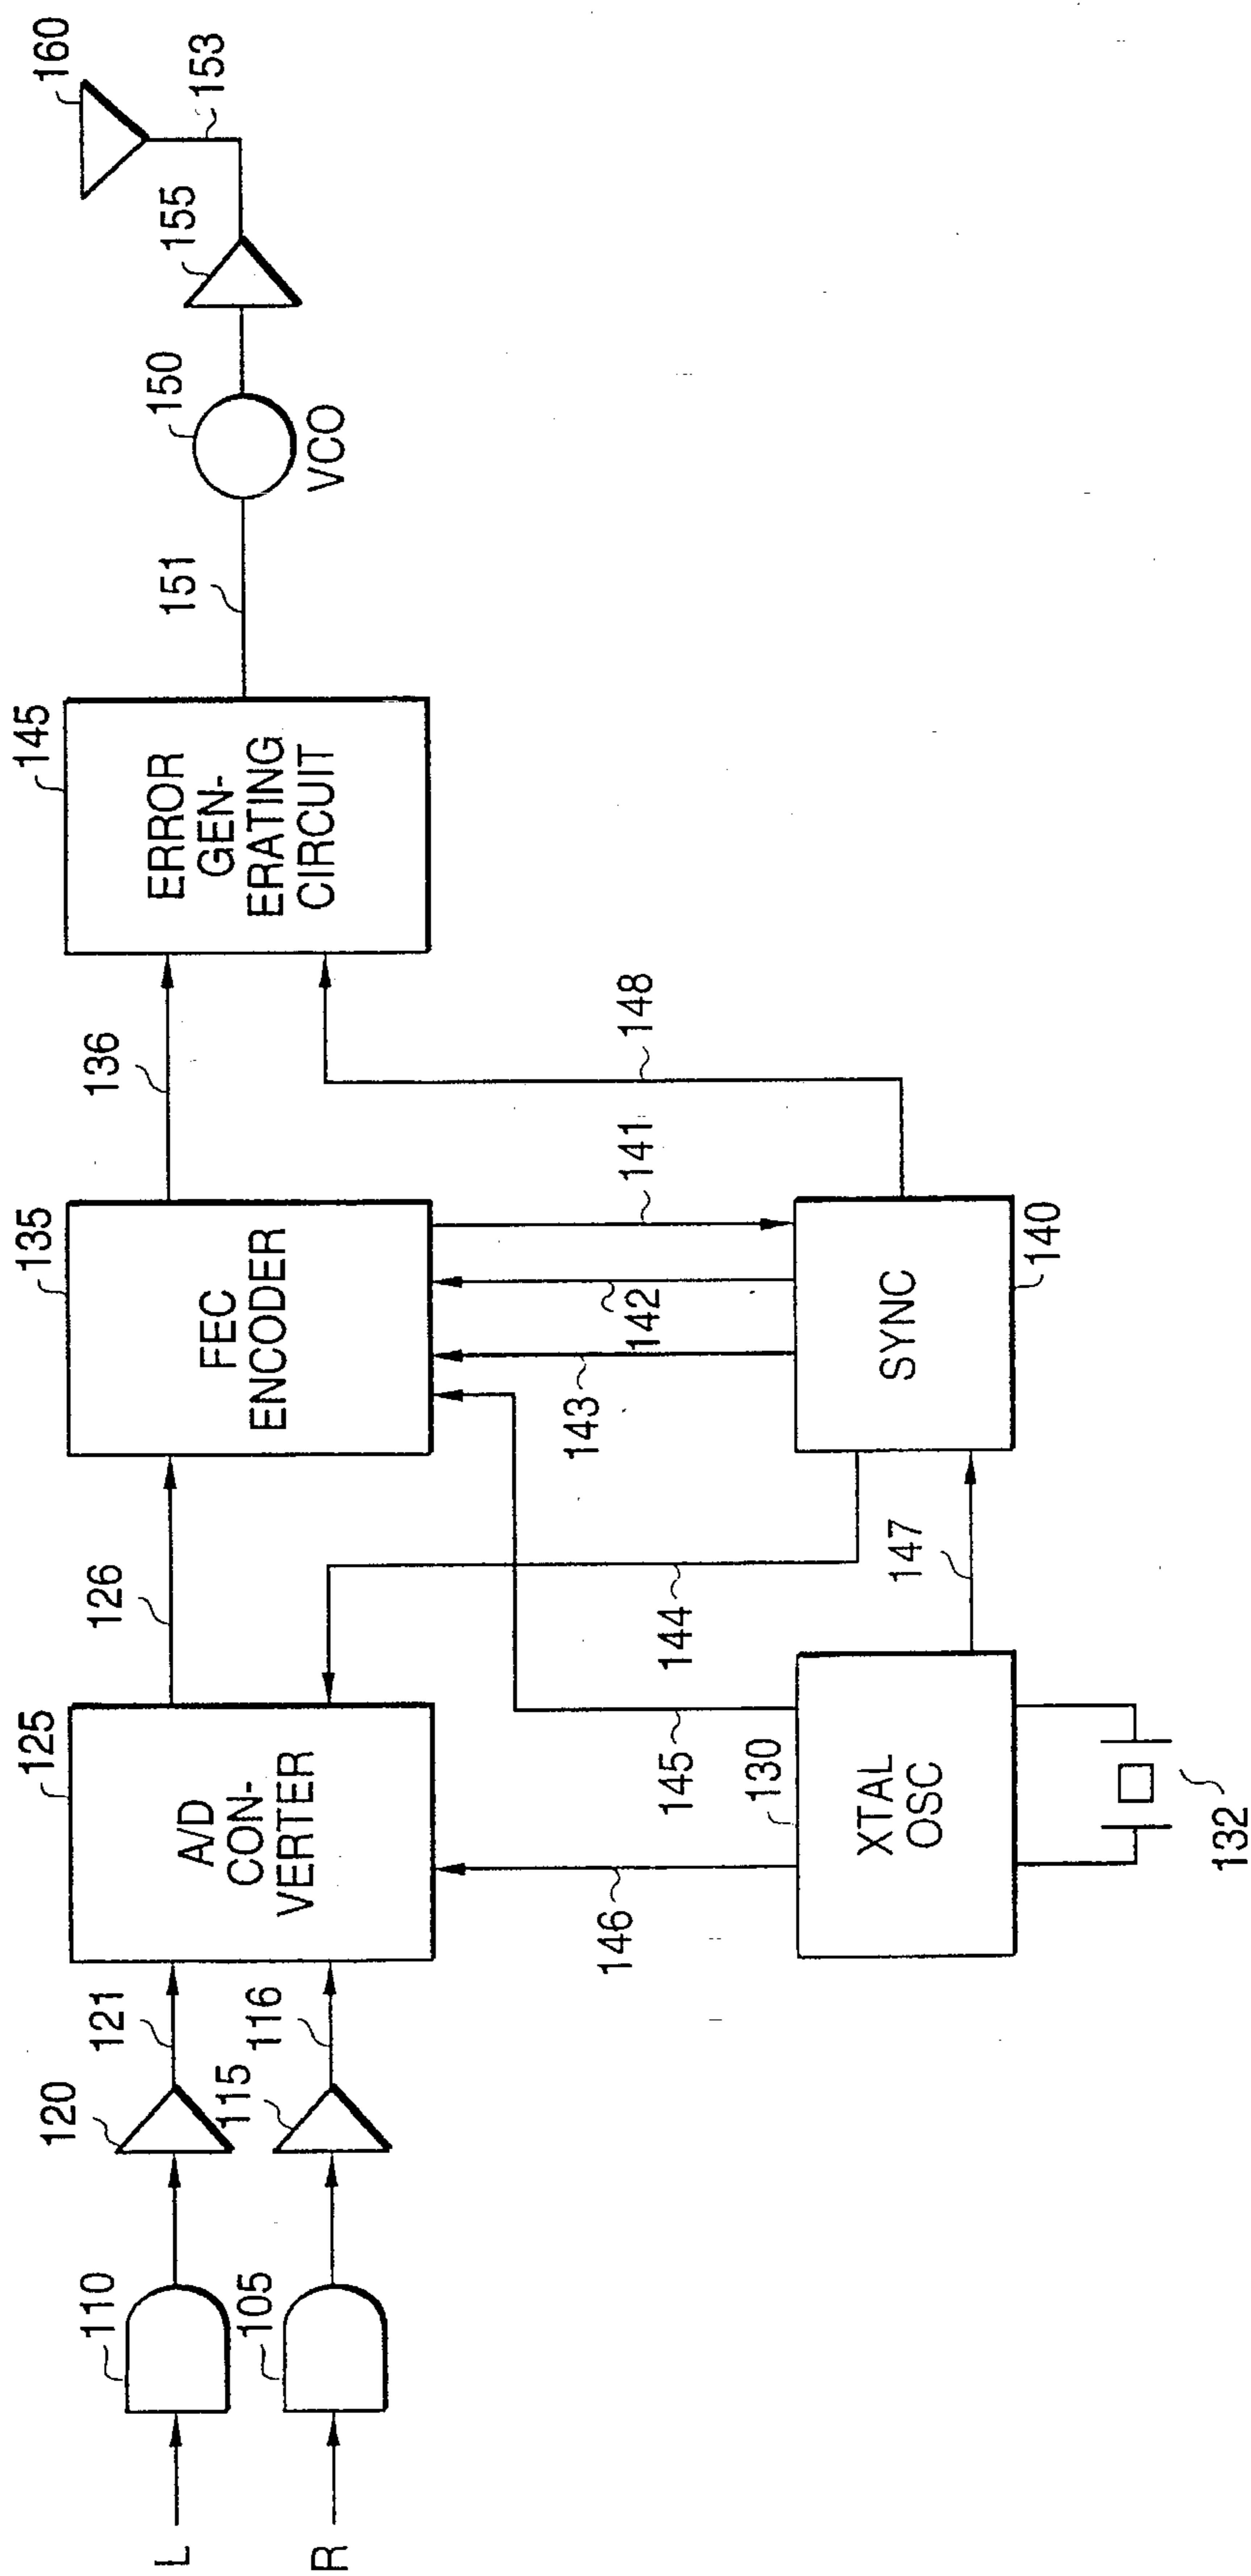 160
153
155
150
VCO
151
145
ERROR
GEN-
ERATING
CIRCUIT
136
148
135
FEC
ENCODER
141
142
143
140
SYNC
126
144
147
125
A/D
CON-
VERTER
145
130
XTAL
OSC
132
146
121
116
120
115
110
105
L
R